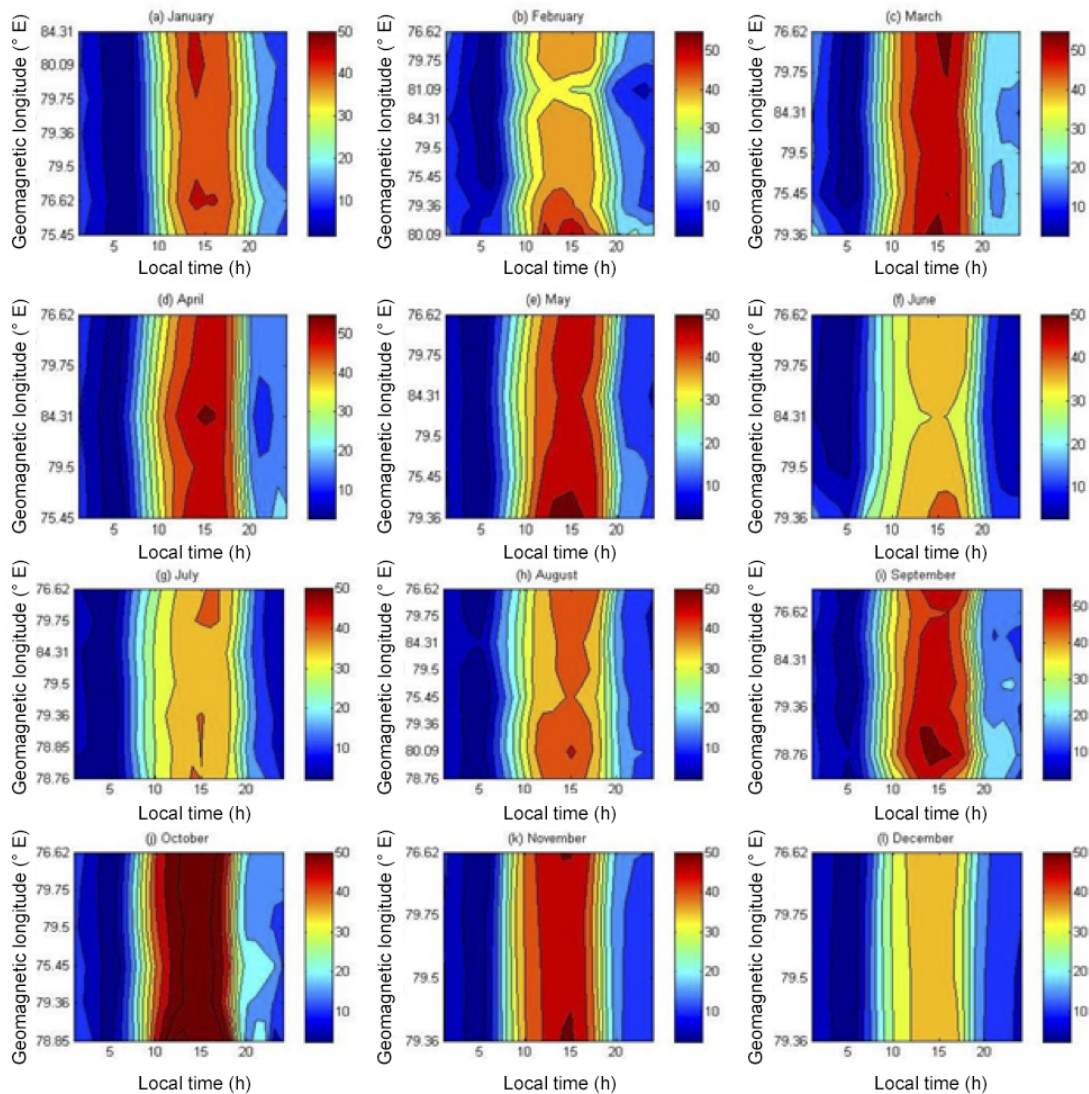 (a) January
(b) February
(c) March
Geomagnetic longitude (° E)
84.31
80.09
79.75
79.36
79.5
76.62
75.45
5 10 15 20
Local time (h)
50
40
30
20
10
Geomagnetic longitude (° E)
76.62
79.75
81.09
84.31
79.5
75.45
79.36
80.09
5 10 15 20
Local time (h)
50
40
30
20
10
Geomagnetic longitude (° E)
76.62
79.75
81.09
84.31
79.5
75.45
79.36
5 10 15 20
Local time (h)
50
40
30
20
10
(d) April
(e) May
(f) June
Geomagnetic longitude (° E)
76.62
79.75
84.31
79.5
75.45
5 10 15 20
Local time (h)
50
40
30
20
10
Geomagnetic longitude (° E)
76.62
79.75
84.31
79.5
75.45
79.36
5 10 15 20
Local time (h)
50
40
30
20
10
Geomagnetic longitude (° E)
76.62
79.75
84.31
79.5
79.36
5 10 15 20
Local time (h)
50
40
30
20
10
(g) July
(h) August
(i) September
Geomagnetic longitude (° E)
76.62
79.75
84.31
79.5
79.36
78.85
78.76
5 10 15 20
Local time (h)
50
40
30
20
10
Geomagnetic longitude (° E)
76.62
79.75
84.31
79.5
75.45
79.36
80.09
78.76
5 10 15 20
Local time (h)
50
40
30
20
10
Geomagnetic longitude (° E)
76.62
84.31
79.36
78.76
5 10 15 20
Local time (h)
50
40
30
20
10
(j) October
(k) November
(l) December
Geomagnetic longitude (° E)
76.62
79.75
79.5
75.45
79.36
78.85
5 10 15 20
Local time (h)
50
40
30
20
10
Geomagnetic longitude (° E)
76.62
79.75
79.5
79.36
5 10 15 20
Local time (h)
50
40
30
20
10
Geomagnetic longitude (° E)
76.62
79.75
79.5
79.36
5 10 15 20
Local time (h)
50
40
30
20
10